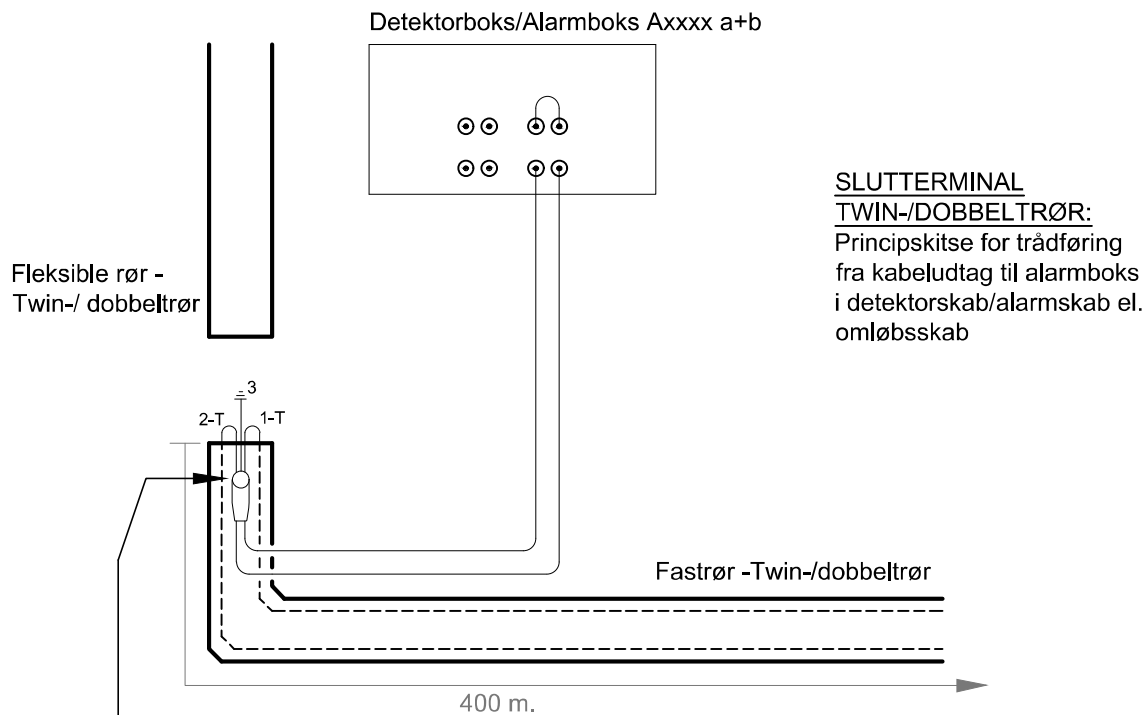 Detektorboks/Alarmboks Axxxx a+b
SLUTTERMINAL
TWIN-/DOBBELTRØR:
Principskitse for trådføring
fra kabeludtag til alarmboks
i detektorskab/alarmskab el.
omløbsskab
Fleksible rør -
Twin-/ dobbeltrør
3
2-T
1-T
Fastrør -Twin-/dobbeltrør
400 m.